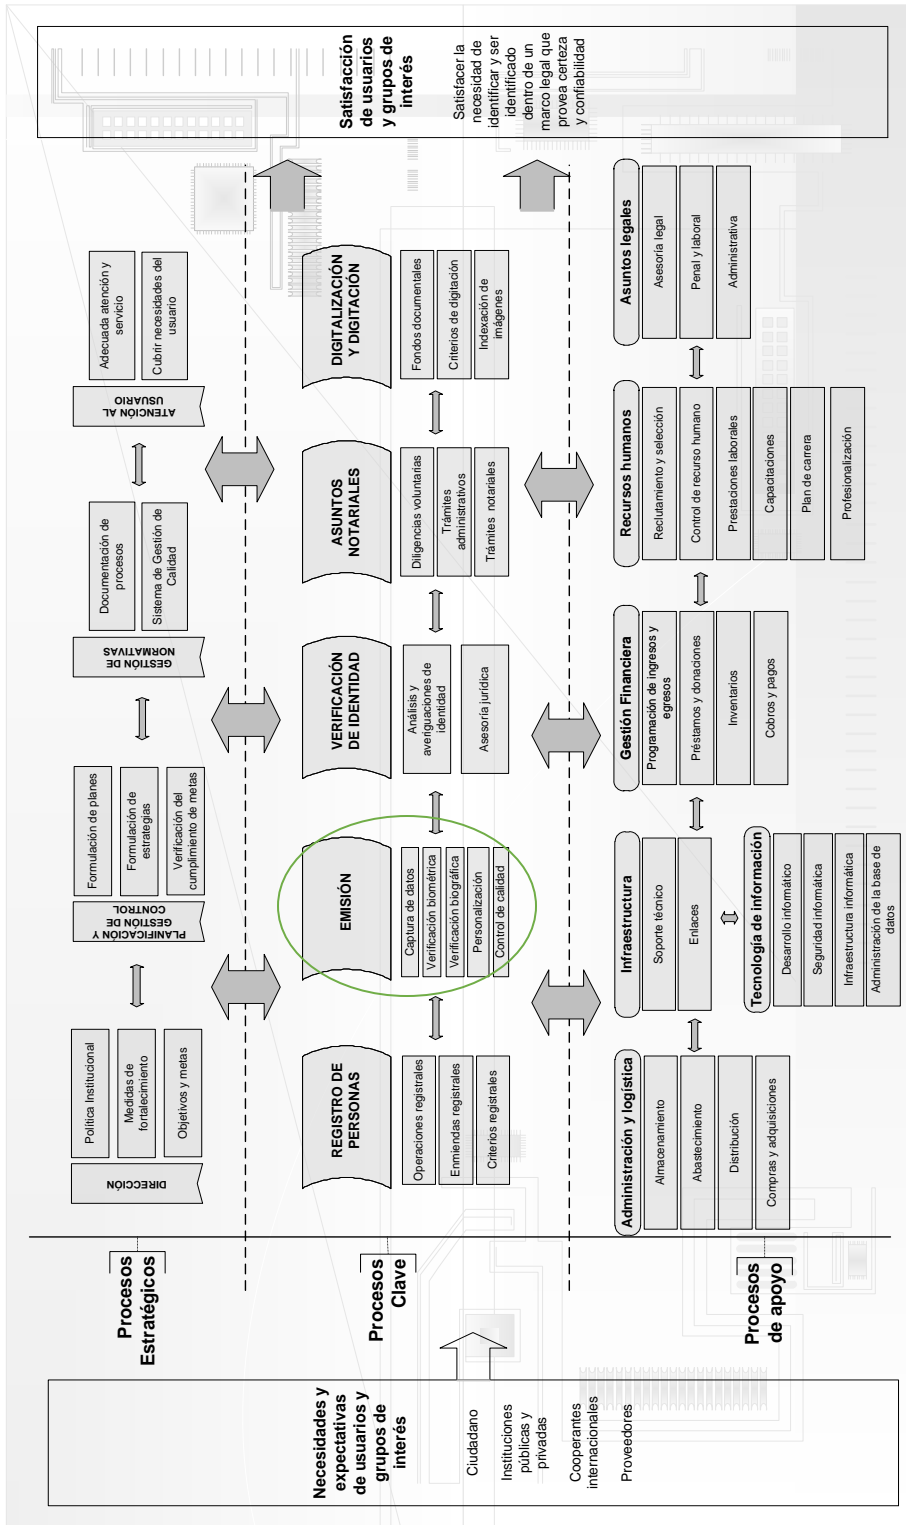 Necesidades y
expectativas
de usuarios y
grupos de
interés
Ciudadano
Instituciones
públicas y
privadas
Cooperantes
internacionales
Proveedores
Procesos
Estratégicos
DIRECCIÓN
Política Institucional
Medidas de
fortalecimiento
Objetivos y metas
PLANIFICACIÓN Y
GESTIÓN DE
CONTROL
Formulación de planes
Formulación de
estrategias
Verificación del
cumplimiento de metas
GESTIÓN DE
NORMATIVAS
Documentación de
procesos
Sistema de Gestión de
Calidad
ATENCIÓN AL
USUARIO
Adecuada atención y
servicio
Cubrir necesidades del
usuario
Procesos
Clave
REGISTRO DE
PERSONAS
Operaciones registrales
Enmiendas registrales
Criterios registrales
EMISIÓN
Captura de datos
Verificación biométrica
Verificación biográfica
Personalización
Control de calidad
VERIFICACIÓN
DE IDENTIDAD
Análisis y
averiguaciones de
identidad
Asesoría jurídica
ASUNTOS
NOTARIALES
Diligencias voluntarias
Trámites
administrativos
Trámites notariales
DIGITALIZACIÓN
Y DIGITACIÓN
Fondos documentales
Criterios de digitación
Indexación de
imágenes
Procesos
de apoyo
Administración y logística
Almacenamiento
Abastecimiento
Distribución
Compras y adquisiciones
Infraestructura
Soporte técnico
Enlaces
Tecnología de información
Desarrollo informático
Seguridad informática
Infraestructura informática
Administración de la base de
datos
Gestión Financiera
Programación de ingresos y
egresos
Préstamos y donaciones
Inventarios
Cobros y pagos
Recursos humanos
Reclutamiento y selección
Control de recurso humano
Prestaciones laborales
Capacitaciones
Plan de carrera
Profesionalización
Asuntos legales
Asesoría legal
Penal y laboral
Administrativa
Satisfacción
de usuarios
y grupos de
interés
Satisfacer la
necesidad de
identificar y ser
identificado
dentro de un
marco legal que
provea certeza
y confiabilidad